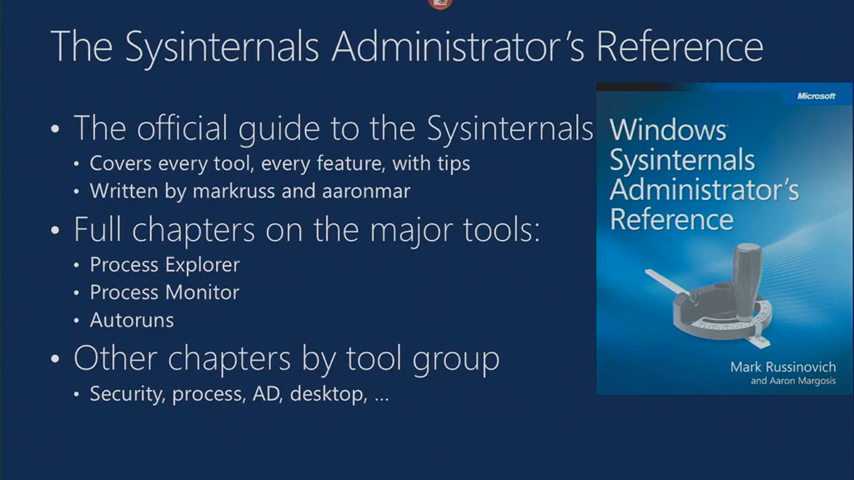 The Sysinternals Administrator's Reference
• The official guide to the Sysinternals
• Covers every tool, every feature, with tips
• Written by markruss and aaronmar
• Full chapters on the major tools:
• Process Explorer
• Process Monitor
• Autoruns
• Other chapters by tool group
• Security, process, AD, desktop, ...
Microsoft
Windows
Sysinternals
Administrator's
Reference
Mark Russinovich
and Aaron Margosis